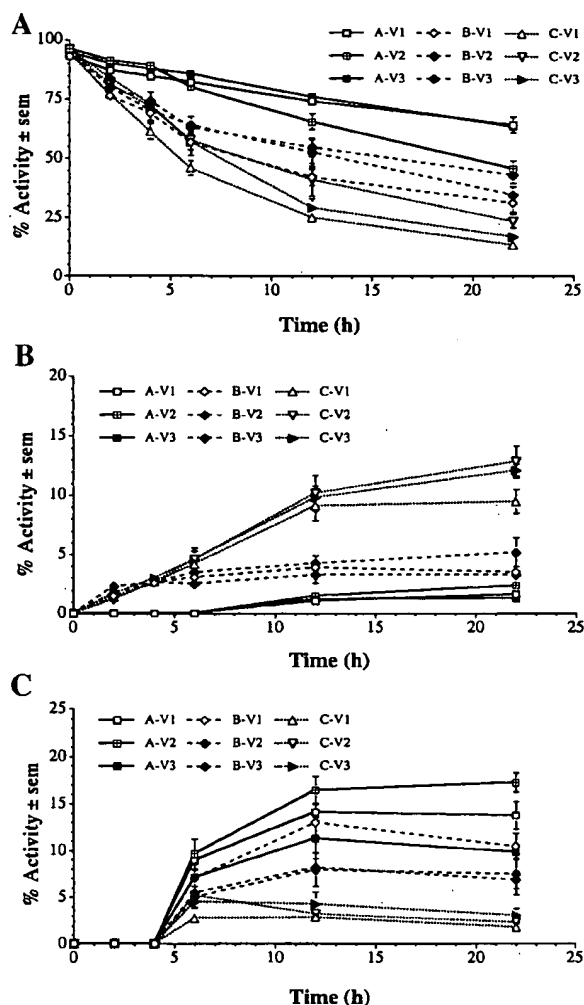 A
% Activity ± sem
100
75
50
25
0
A-V1 B-V1 C-V1
A-V2 B-V2 C-V2
A-V3 B-V3 C-V3
0 5 10 15 20 25
Time (h)
B
% Activity ± sem
20
15
10
5
0
A-V1 B-V1 C-V1
A-V2 B-V2 C-V2
A-V3 B-V3 C-V3
0 5 10 15 20 25
Time (h)
C
% Activity ± sem
25
20
15
10
5
0
A-V1 B-V1 C-V1
A-V2 B-V2 C-V2
A-V3 B-V3 C-V3
0 5 10 15 20 25
Time (h)